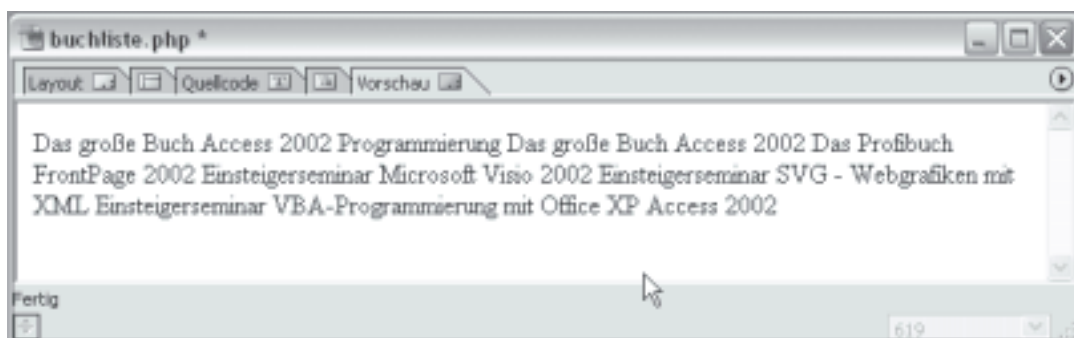 buchliste.php *
Layout Quellcode Vorschau
Das große Buch Access 2002 Programmierung Das große Buch Access 2002 Das Profibuch
FrontPage 2002 Einsteigerseminar Microsoft Visio 2002 Einsteigerseminar SVG - Webgrafiken mit
XML Einsteigerseminar VBA-Programmierung mit Office XP Access 2002
Fertig
619